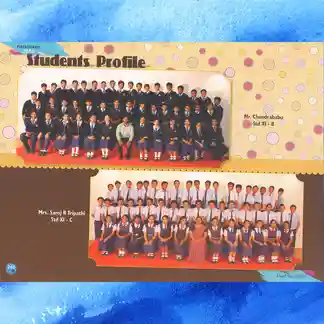 Students Profile
Mr. Chandrababu
Std XI - B
Mrs. Saroj R Tripathi
Std XI - C